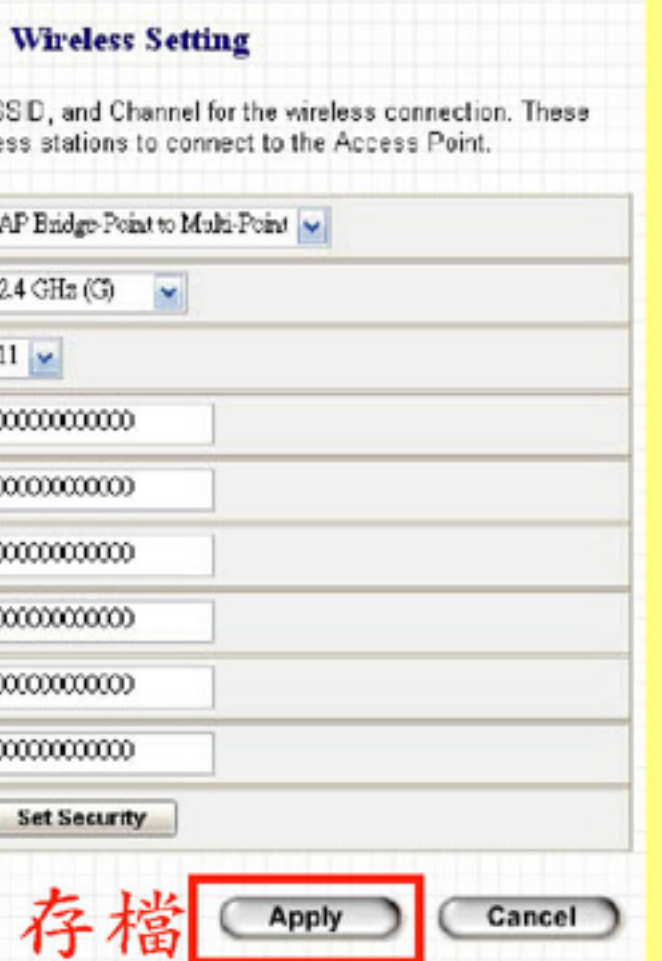 Wireless Setting
SSID, and Channel for the wireless connection. These
ess stations to connect to the Access Point.
AP Bridge-Point to Multi-Point
2.4 GHz (G)
11
000000000000
000000000000
000000000000
000000000000
000000000000
000000000000
Set Security
存檔 Apply Cancel